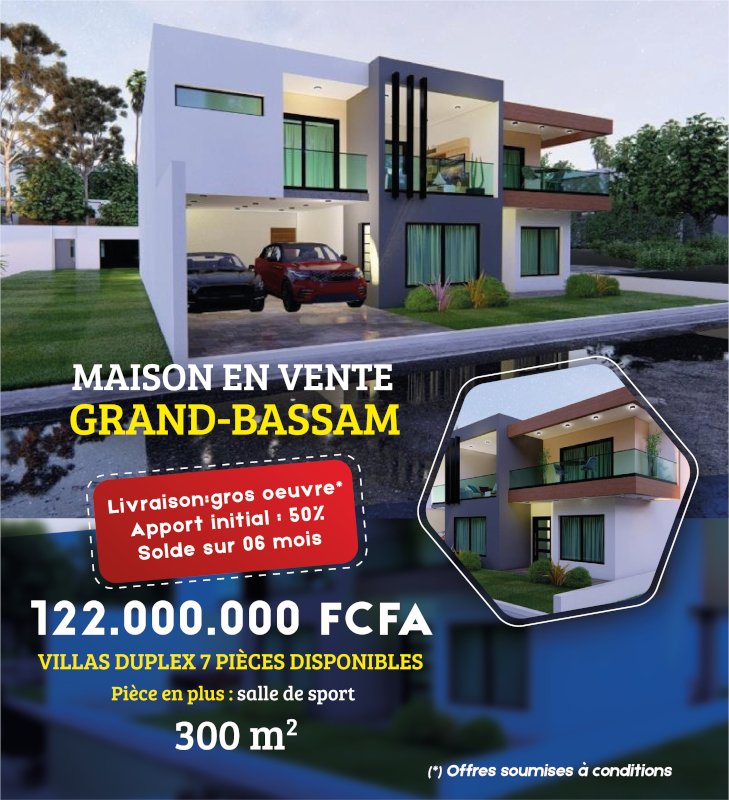 MAISON EN VENTE
GRAND-BASSAM
Livraison:gros oeuvre*
Apport initial : 50%
Solde sur 06 mois
122.000.000 FCFA
VILLAS DUPLEX 7 PIÈCES DISPONIBLES
Pièce en plus : salle de sport
300 m²
(*) Offres soumises à conditions